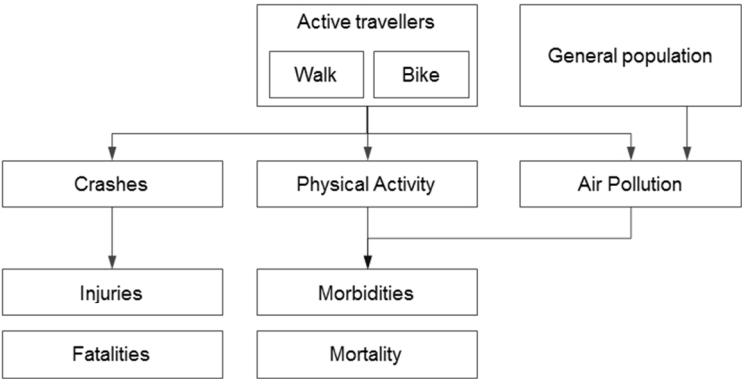 Active travellers
Walk
Bike
General population
Crashes
Physical Activity
Air Pollution
Injuries
Morbidities
Fatalities
Mortality